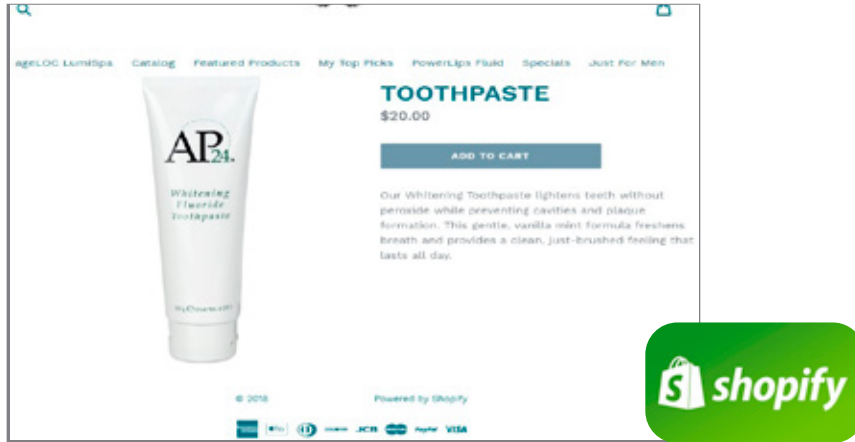 ageLOC LumiSpa Catalog Featured Products My Top Picks PowerLips Fluid Specials Just For Men
TOOTHPASTE
$20.00
ADD TO CART
AP
24™
Whitening
Fluoride
Toothpaste
Our Whitening Toothpaste lightens teeth without
peroxide while preventing cavities and plaque
formation. This gentle, vanilla mint formula freshens
breath and provides a clean, just-brushed feeling that
lasts all day.
© 2018 Powered by Shopify
JCB PayPal VISA
shopify